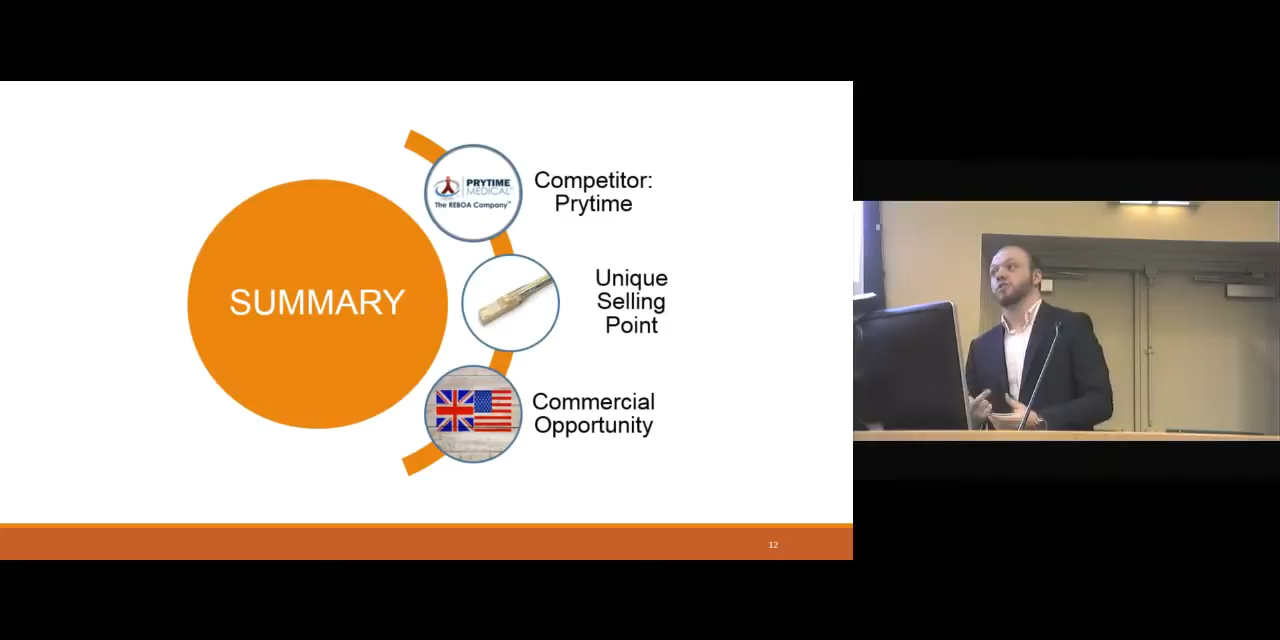 SUMMARY
PRYTIME
MEDICAL
The REBOA Company™
Competitor:
Prytime
Unique
Selling
Point
Commercial
Opportunity
12